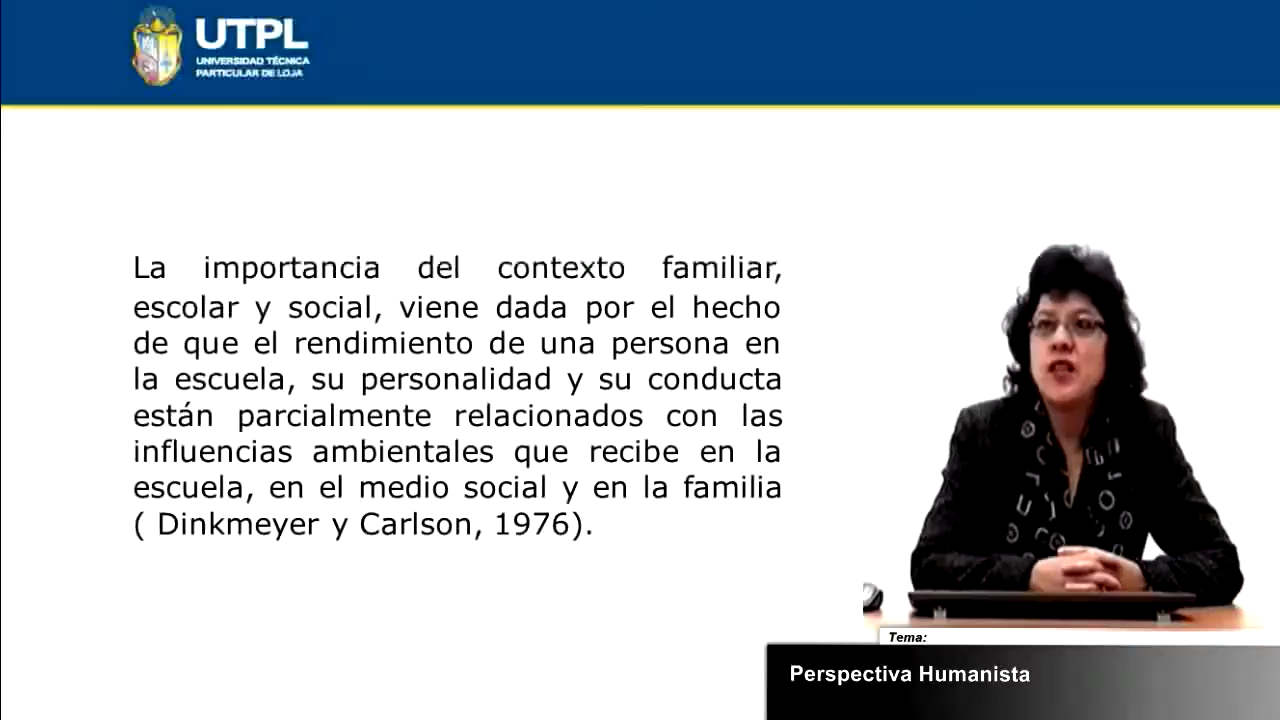 UTPL
UNIVERSIDAD TÉCNICA
PARTICULAR DE LOJA
La importancia del contexto familiar,
escolar y social, viene dada por el hecho
de que el rendimiento de una persona en
la escuela, su personalidad y su conducta
están parcialmente relacionados con las
influencias ambientales que recibe en la
escuela, en el medio social y en la familia
( Dinkmeyer y Carlson, 1976).
Tema:
Perspectiva Humanista